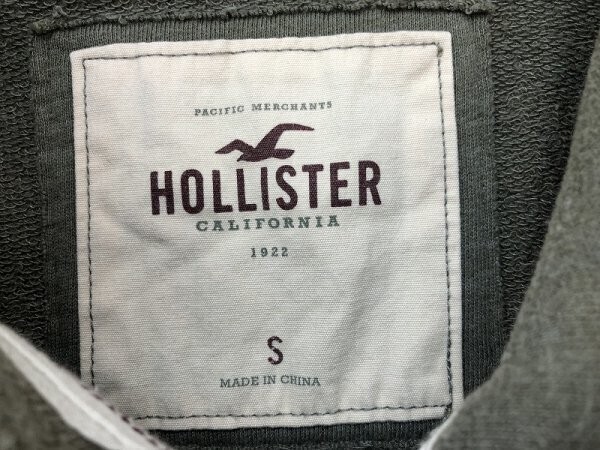 PACIFIC MERCHANTS
HOLLISTER
CALIFORNIA
1922
S
MADE IN CHINA